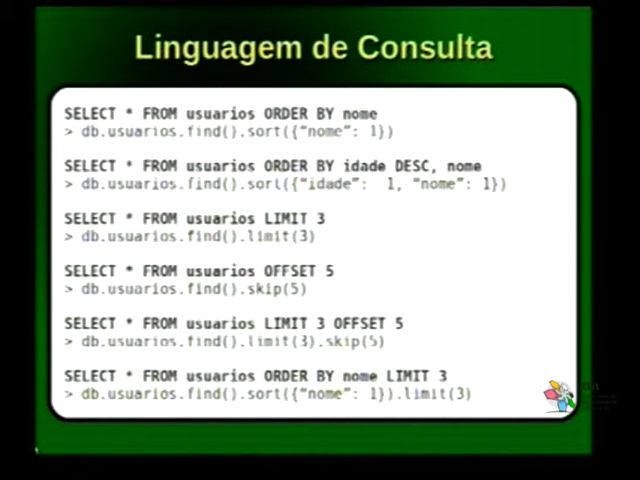 Linguagem de Consulta
SELECT * FROM usuarios ORDER BY nome
> db.usuarios.find().sort({"nome": 1})
SELECT * FROM usuarios ORDER BY idade DESC, nome
> db.usuarios.find().sort({"idade": 1, "nome": 1})
SELECT * FROM usuarios LIMIT 3
> db.usuarios.find().limit(3)
SELECT * FROM usuarios OFFSET 5
> db.usuarios.find().skip(5)
SELECT * FROM usuarios LIMIT 3 OFFSET 5
> db.usuarios.find().limit(3).skip(5)
SELECT * FROM usuarios ORDER BY nome LIMIT 3
> db.usuarios.find().sort({"nome": 1}).limit(3)